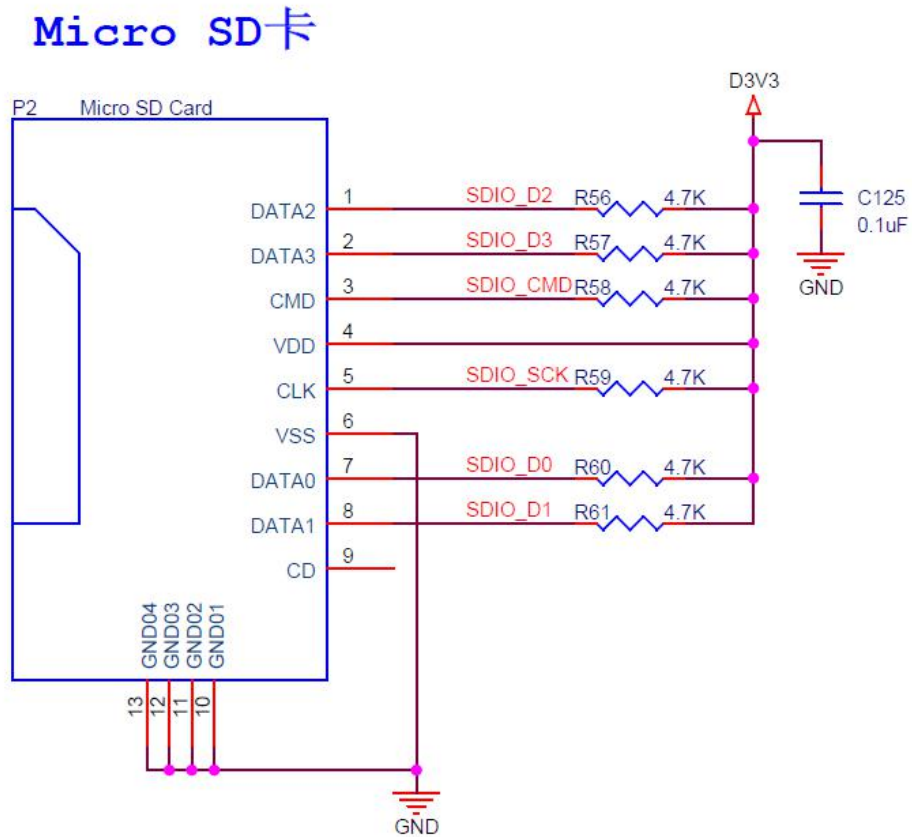 Micro SD卡
P2 Micro SD Card
D3V3
DATA2 1 SDIO_D2 R56 4.7K
C125
0.1uF
DATA3 2 SDIO_D3 R57 4.7K
GND
CMD 3 SDIO_CMD R58 4.7K
VDD 4
CLK 5 SDIO_SCK R59 4.7K
VSS 6
DATA0 7 SDIO_D0 R60 4.7K
DATA1 8 SDIO_D1 R61 4.7K
CD 9
GND04
GND03
GND02
GND01
13
12
11
10
GND